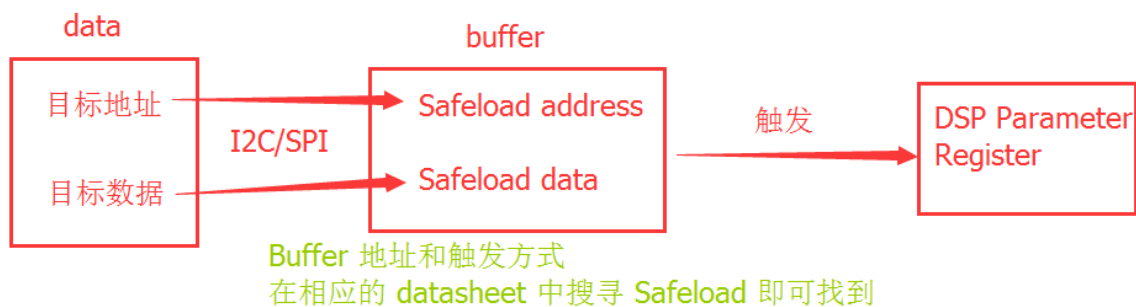 data
buffer
目标地址
Safeload address
I2C/SPI
目标数据
Safeload data
触发
DSP Parameter
Register
Buffer 地址和触发方式
在相应的 datasheet 中搜寻 Safeload 即可找到